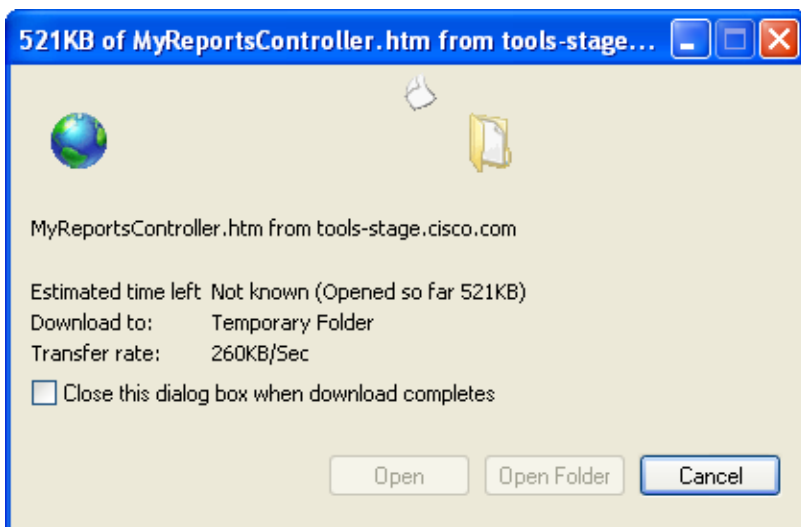 521KB of MyReportsController.htm from tools-stage...
MyReportsController.htm from tools-stage.cisco.com
Estimated time left Not known (Opened so far 521KB)
Download to: Temporary Folder
Transfer rate: 260KB/Sec
Close this dialog box when download completes
Open Open Folder Cancel